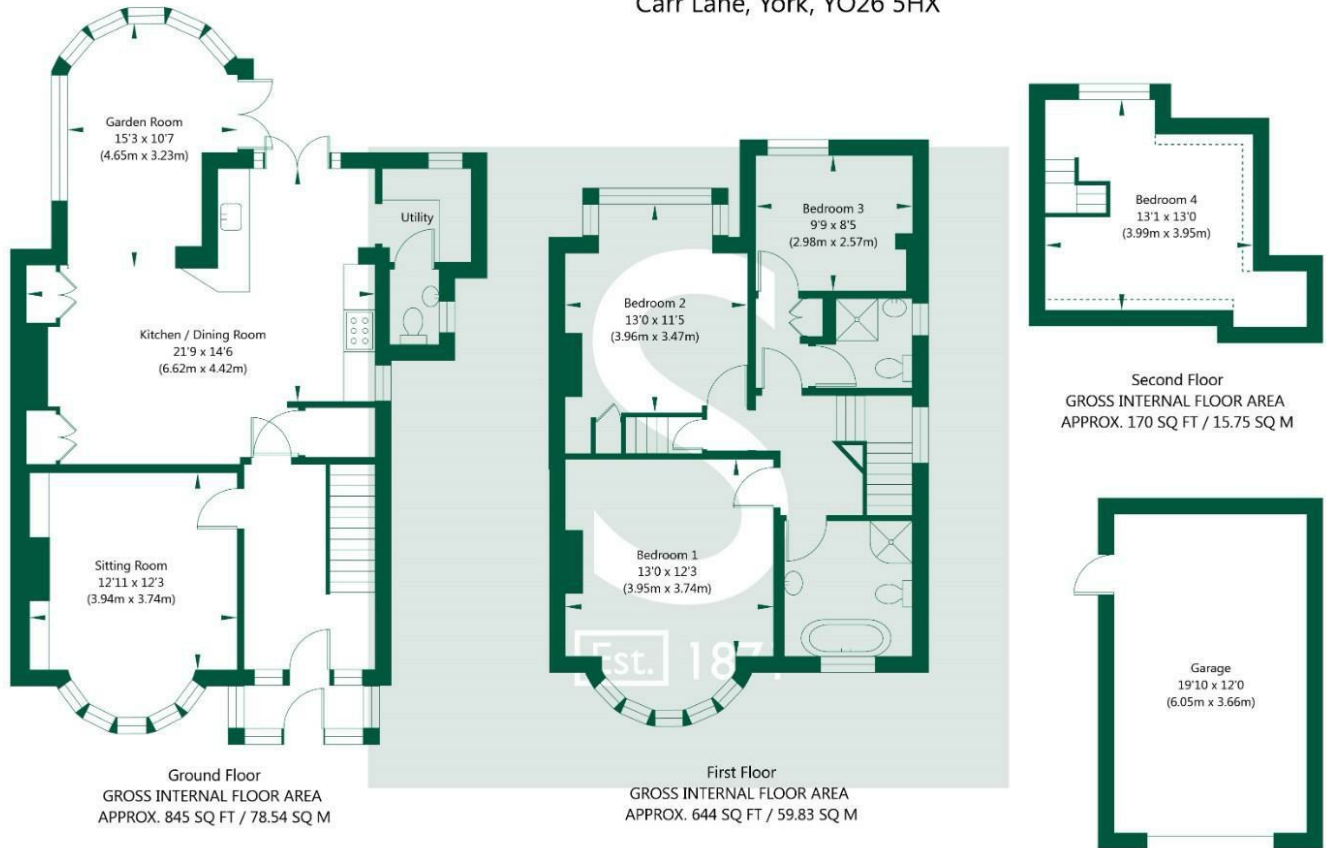 Carr Lane, York, YO26 5HX
Garden Room
15'3 x 10'7
(4.65m x 3.23m)
Utility
Kitchen / Dining Room
21'9 x 14'6
(6.62m x 4.42m)
Sitting Room
12'11 x 12'3
(3.94m x 3.74m)
Ground Floor
GROSS INTERNAL FLOOR AREA
APPROX. 845 SQ FT / 78.54 SQ M
Bedroom 3
9'9 x 8'5
(2.98m x 2.57m)
Bedroom 2
13'0 x 11'5
(3.96m x 3.47m)
Bedroom 1
13'0 x 12'3
(3.95m x 3.74m)
S
Est. 187
First Floor
GROSS INTERNAL FLOOR AREA
APPROX. 644 SQ FT / 59.83 SQ M
Bedroom 4
13'1 x 13'0
(3.99m x 3.95m)
Second Floor
GROSS INTERNAL FLOOR AREA
APPROX. 170 SQ FT / 15.75 SQ M
Garage
19'10 x 12'0
(6.05m x 3.66m)